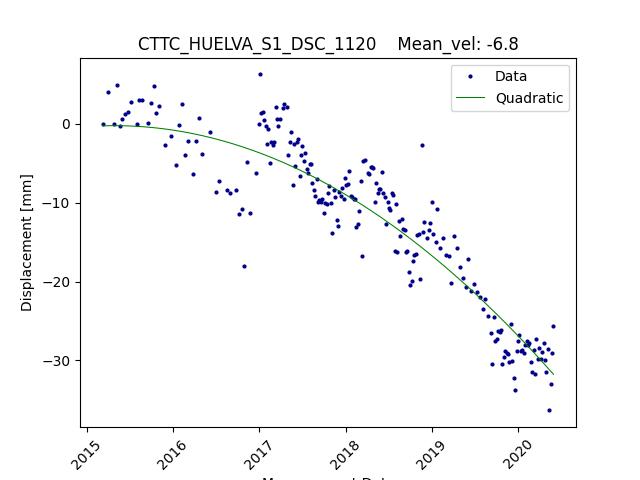 CTTC_HUELVA_S1_DSC_1120    Mean_vel: -6.8
Data
Quadratic
Displacement [mm]
0
−10
−20
−30
2015
2016
2017
2018
2019
2020